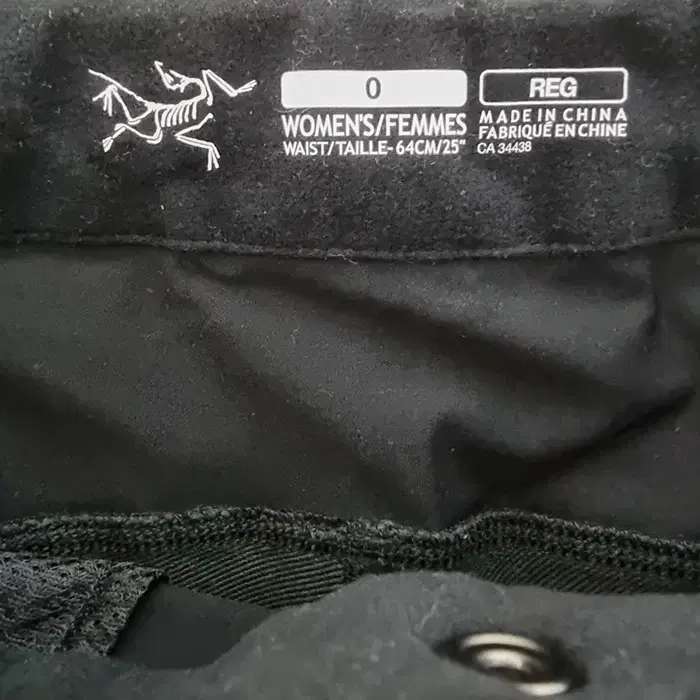 0
REG
WOMEN'S/FEMMES
WAIST/TAILLE-64CM/25"
MADE IN CHINA
FABRIQUÉ EN CHINE
CA 34438